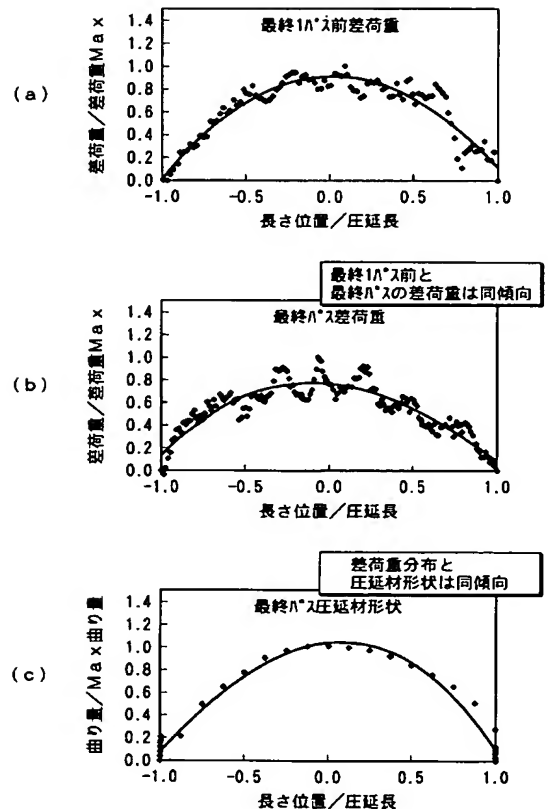 (a)
最終1パス前差荷重
差荷重/差荷重Max
1.4
1.2
1.0
0.8
0.6
0.4
0.2
0.0
-1.0 -0.5 0.0 0.5 1.0
長さ位置/圧延長
最終1パス前と
最終パスの差荷重は同傾向
(b)
最終パス差荷重
差荷重/差荷重Max
1.4
1.2
1.0
0.8
0.6
0.4
0.2
0.0
-1.0 -0.5 0.0 0.5 1.0
長さ位置/圧延長
差荷重分布と
圧延材形状は同傾向
(c)
最終パス圧延材形状
曲り量/Max曲り量
1.4
1.2
1.0
0.8
0.6
0.4
0.2
0.0
-1.0 -0.5 0.0 0.5 1.0
長さ位置/圧延長